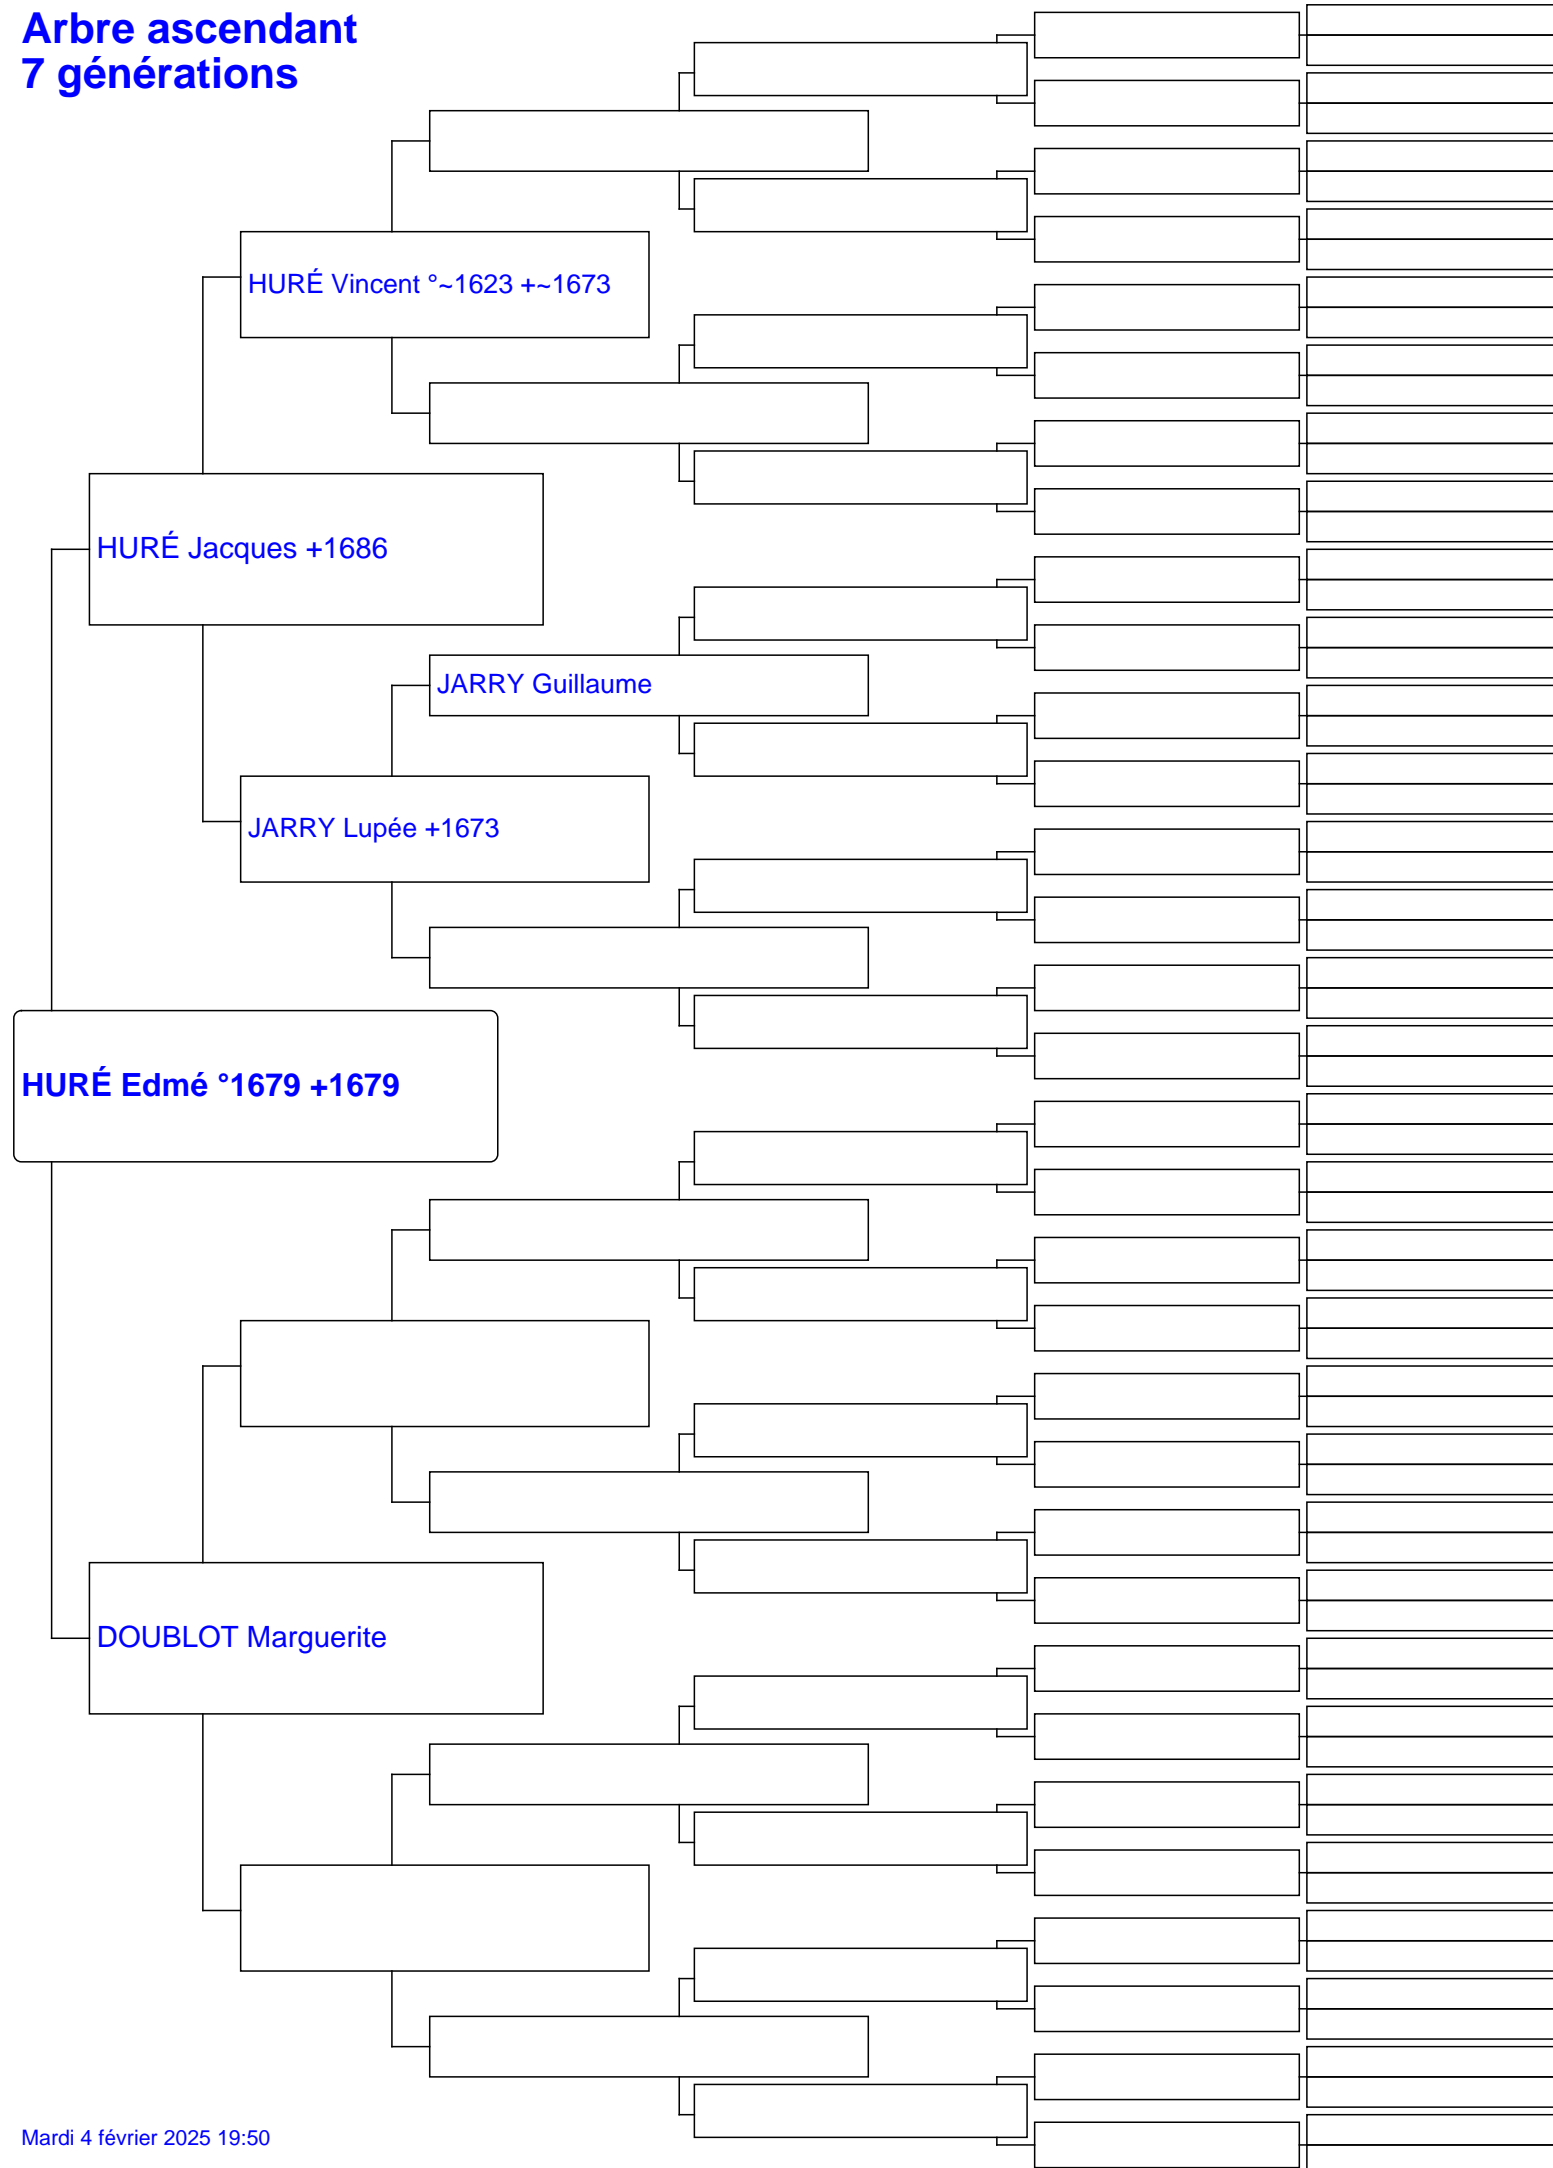 Arbre ascendant
7 générations
HURÉ Vincent °~1623 +~1673
HURÉ Jacques +1686
JARRY Guillaume
JARRY Lupée +1673
HURÉ Edmé °1679 +1679
DOUBLOT Marguerite
Mardi 4 février 2025 19:50